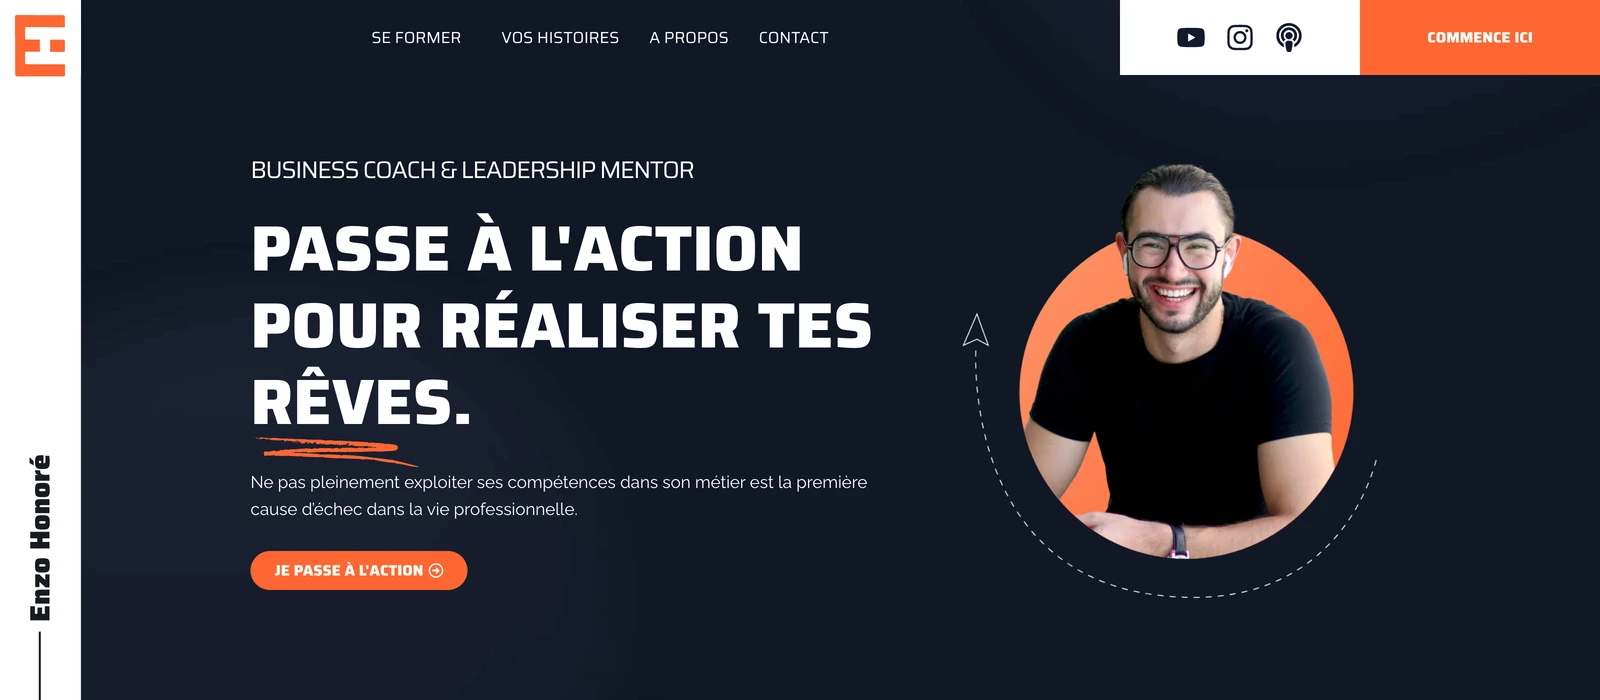 SE FORMER
VOS HISTOIRES
A PROPOS
CONTACT
COMMENCE ICI
BUSINESS COACH & LEADERSHIP MENTOR
PASSE À L'ACTION
POUR RÉALISER TES
RÊVES.
Ne pas pleinement exploiter ses compétences dans son métier est la première
cause d'échec dans la vie professionnelle.
JE PASSE À L'ACTION
Enzo Honoré